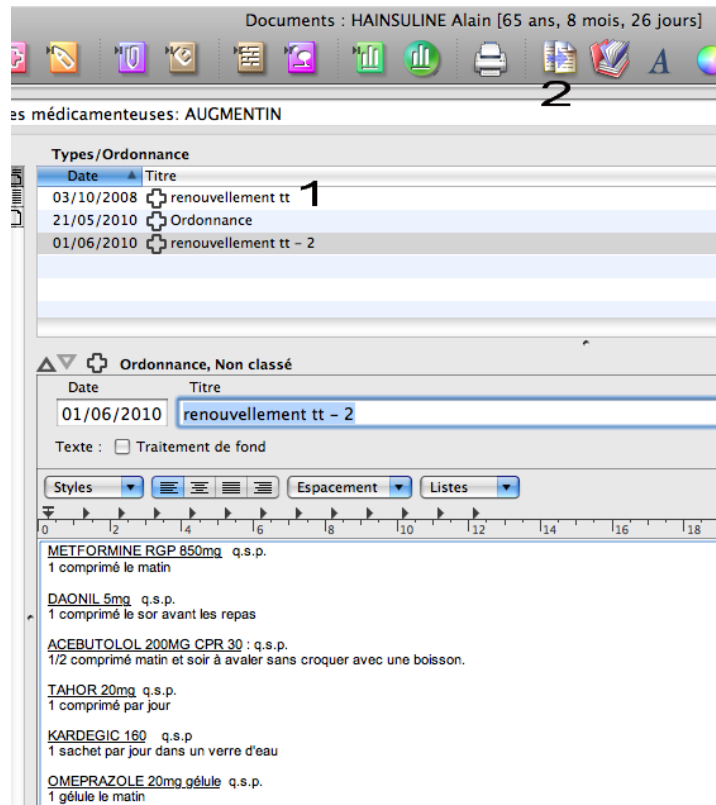 Documents : HAINSULINE Alain [65 ans, 8 mois, 26 jours]
A
2
es médicamenteuses: AUGMENTIN
Types/Ordonnance
Date Titre
03/10/2008 renouvellement tt 1
21/05/2010 Ordonnance
01/06/2010 renouvellement tt – 2
Ordonnance, Non classé
Date Titre
01/06/2010 renouvellement tt – 2
Texte : Traitement de fond
Styles Espacement Listes
0 2 4 6 8 10 12 14 16 18
METFORMINE RGP 850mg q.s.p.
1 comprimé le matin
DAONIL 5mg q.s.p.
1 comprimé le sor avant les repas
ACEBUTOLOL 200MG CPR 30 : q.s.p.
1/2 comprimé matin et soir à avaler sans croquer avec une boisson.
TAHOR 20mg q.s.p.
1 comprimé par jour
KARDEGIC 160 q.s.p
1 sachet par jour dans un verre d'eau
OMEPRAZOLE 20mg gélule q.s.p.
1 gélule le matin